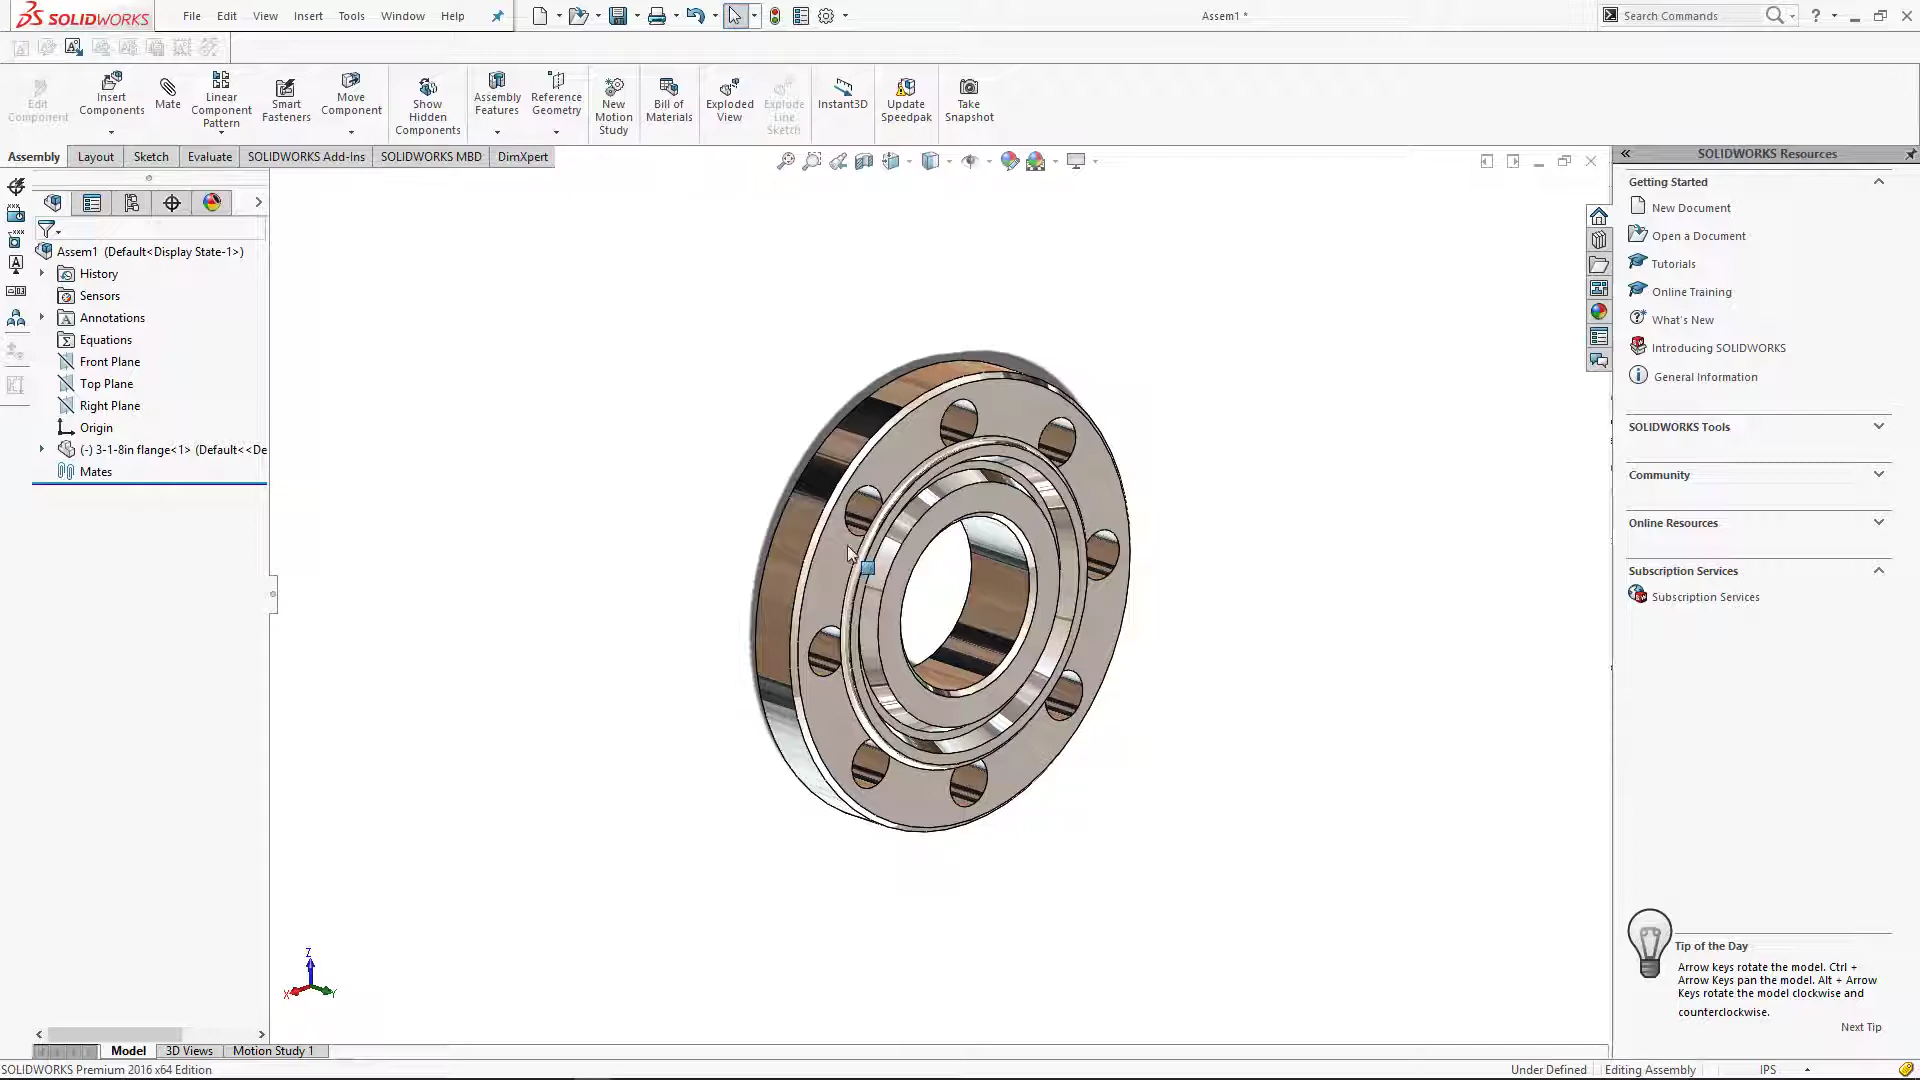 SOLIDWORKS File Edit View Insert Tools Window Help
Assem1 *
Search Commands
Edit Component
Insert Components
Mate
Linear Component Pattern
Smart Fasteners
Move Component
Show Hidden Components
Assembly Features
Reference Geometry
New Motion Study
Bill of Materials
Exploded View
Explode Line Sketch
Instant3D
Update Speedpak
Take Snapshot
Assembly Layout Sketch Evaluate SOLIDWORKS Add-Ins SOLIDWORKS MBD DimXpert
Assem1 (Default<Display State-1>)
History
Sensors
Annotations
Equations
Front Plane
Top Plane
Right Plane
Origin
(-) 3-1-8in flange<1> (Default<<De
Mates
Z
X
Y
SOLIDWORKS Resources
Getting Started
New Document
Open a Document
Tutorials
Online Training
What's New
Introducing SOLIDWORKS
General Information
SOLIDWORKS Tools
Community
Online Resources
Subscription Services
Subscription Services
Tip of the Day
Arrow keys rotate the model. Ctrl +
Arrow Keys pan the model. Alt + Arrow
Keys rotate the model clockwise and
counterclockwise.
Next Tip
Model 3D Views Motion Study 1
SOLIDWORKS Premium 2016 x64 Edition
Under Defined Editing Assembly IPS